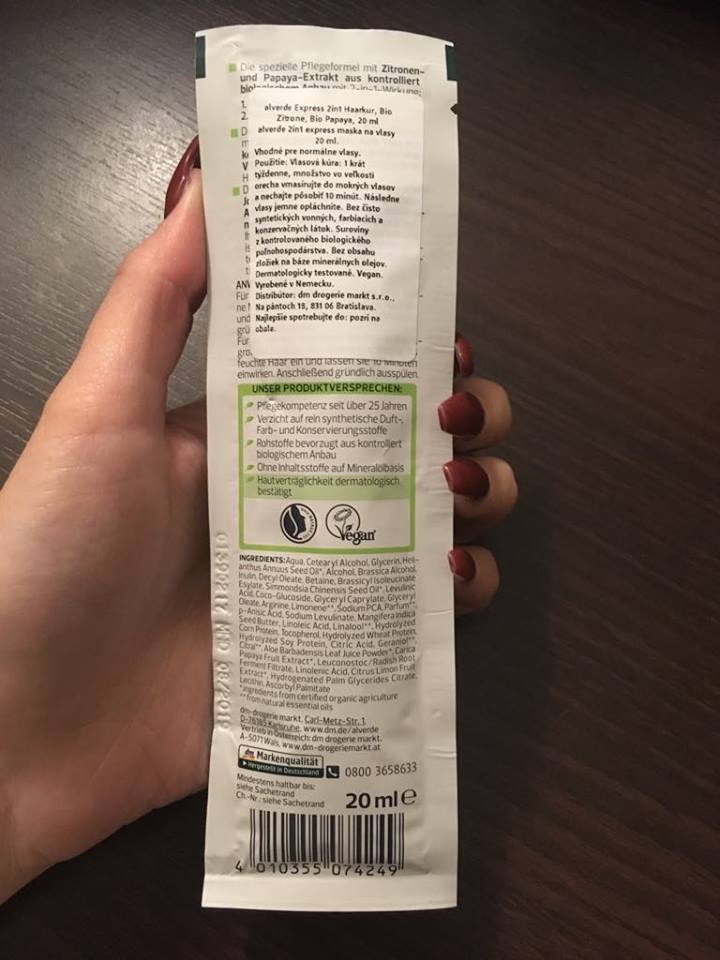 Die spezielle Pflegeformel mit Zitronen-
und Papaya-Extrakt aus kontrolliert
biologischem Anbau mit 2-in-1-Wirkung:
1.
2.
alverde Express 2in1 Haarkur, Bio
Zitrone, Bio Papaya, 20 ml
alverde 2in1 express maska na vlasy
20 ml.
Vhodné pre normálne vlasy.
Použitie: Vlasová kúra: 1 krát
týždenne, množstvo vo veľkosti
orecha vmasírujte do mokrých vlasov
a nechajte pôsobiť 10 minút. Následne
vlasy jemne opláchnite. Bez čisto
syntetických vonných, farbiacich a
konzervačných látok. Suroviny
z kontrolovaného biologického
poľnohospodárstva. Bez obsahu
zložiek na báze minerálnych olejov.
Dermatologicky testované. Vegan.
Vyrobené v Nemecku.
Distribútor: dm drogerie markt s.r.o.,
Na pántoch 18, 831 06 Bratislava.
Najlepšie spotrebujte do: pozri na
obale.
feuchte Haar ein und lassen Sie 10 Minuten
einwirken. Anschließend gründlich ausspülen.
UNSER PRODUKTVERSPRECHEN:
Pflegekompetenz seit über 25 Jahren
Verzicht auf rein synthetische Duft-,
Farb- und Konservierungsstoffe
Rohstoffe bevorzugt aus kontrolliert
biologischem Anbau
Ohne Inhaltsstoffe auf Mineralölbasis
Hautverträglichkeit dermatologisch
bestätigt
Vegan
INGREDIENTS: Aqua, Cetearyl Alcohol, Glycerin, Heli-
anthus Annuus Seed Oil*, Alcohol, Brassica Alcohol,
Inulin, Decyl Oleate, Betaine, Brassicyl Isoleucinate
Esylate, Simmondsia Chinensis Seed Oil*, Levulinic
Acid, Coco-Glucoside, Glyceryl Caprylate, Glyceryl
Oleate, Arginine, Limonene**, Sodium PCA, Parfum**,
p-Anisic Acid, Sodium Levulinate, Mangifera Indica
Seed Butter, Linoleic Acid, Linalool**, Hydrolyzed
Corn Protein, Tocopherol, Hydrolyzed Wheat Protein,
Hydrolyzed Soy Protein, Citric Acid, Geraniol**,
Citral**, Aloe Barbadensis Leaf Juice Powder*, Carica
Papaya Fruit Extract*, Leuconostoc/Radish Root
Ferment Filtrate, Linolenic Acid, Citrus Limon Fruit
Extract*, Hydrogenated Palm Glycerides Citrate,
Lecithin, Ascorbyl Palmitate
*ingredients from certified organic agriculture
**from natural essential oils
dm-drogerie markt, Carl-Metz-Str. 1
D-76185 Karlsruhe, www.dm.de/alverde
Vertrieb in Österreich: dm drogerie markt,
A-5071 Wals, www.dm-drogeriemarkt.at
dm Markenqualität
Hergestellt in Deutschland
0800 3658633
Mindestens haltbar bis:
siehe Sachetrand
Ch.-Nr.: siehe Sachetrand
20 ml e
4 010355 074249